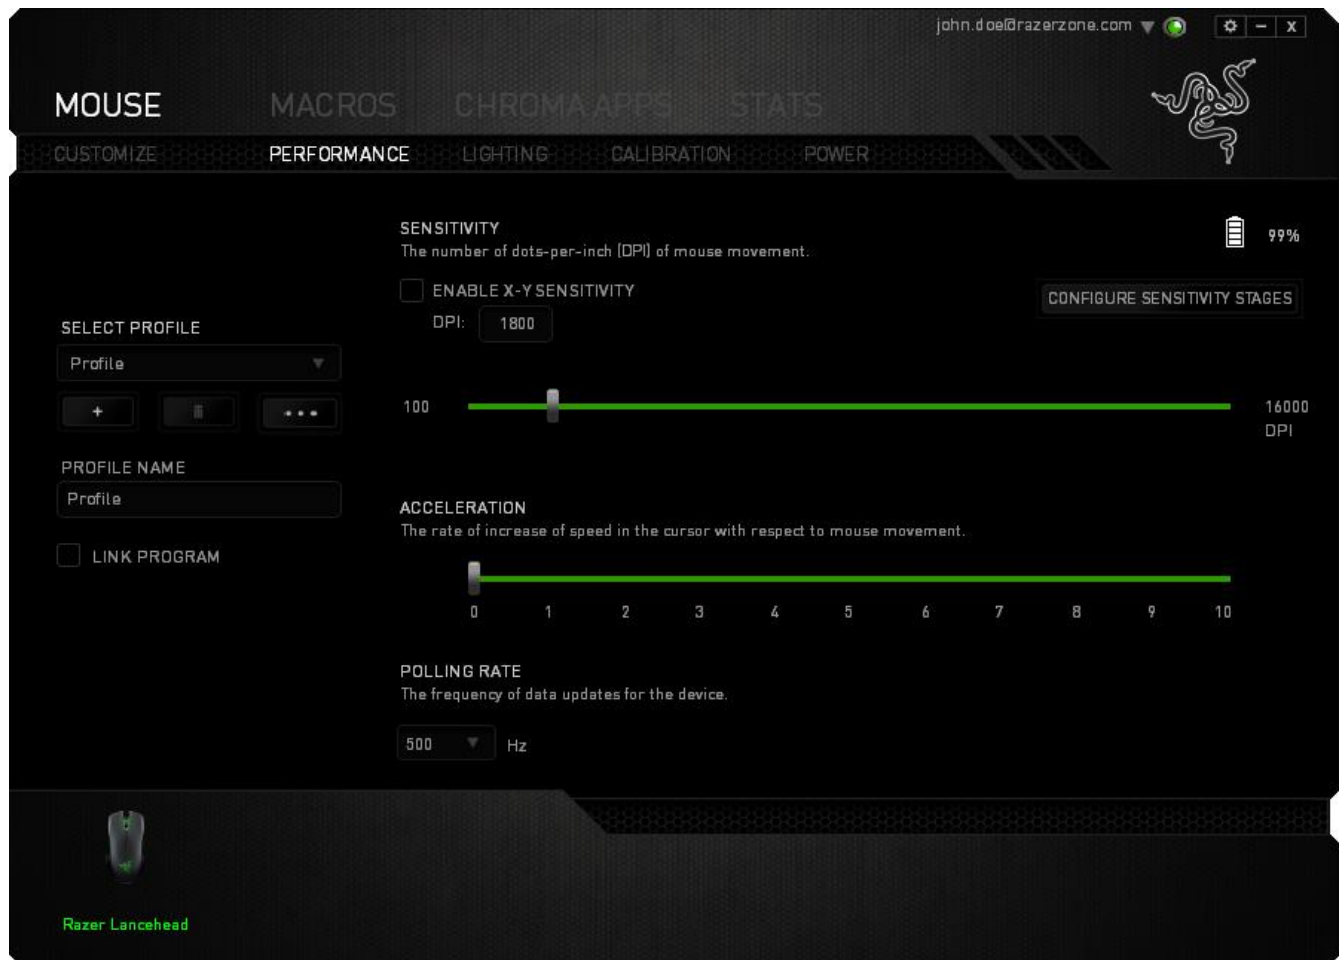 john.doe@razerzone.com
X
MOUSE MACROS CHROMA APPS STATS
CUSTOMIZE PERFORMANCE LIGHTING CALIBRATION POWER
SENSITIVITY
The number of dots-per-inch (DPI) of mouse movement.
99%
ENABLE X-Y SENSITIVITY
CONFIGURE SENSITIVITY STAGES
DPI: 1800
SELECT PROFILE
Profile
100
16000
DPI
PROFILE NAME
Profile
ACCELERATION
The rate of increase of speed in the cursor with respect to mouse movement.
LINK PROGRAM
0 1 2 3 4 5 6 7 8 9 10
POLLING RATE
The frequency of data updates for the device.
500 Hz
Razer Lancehead